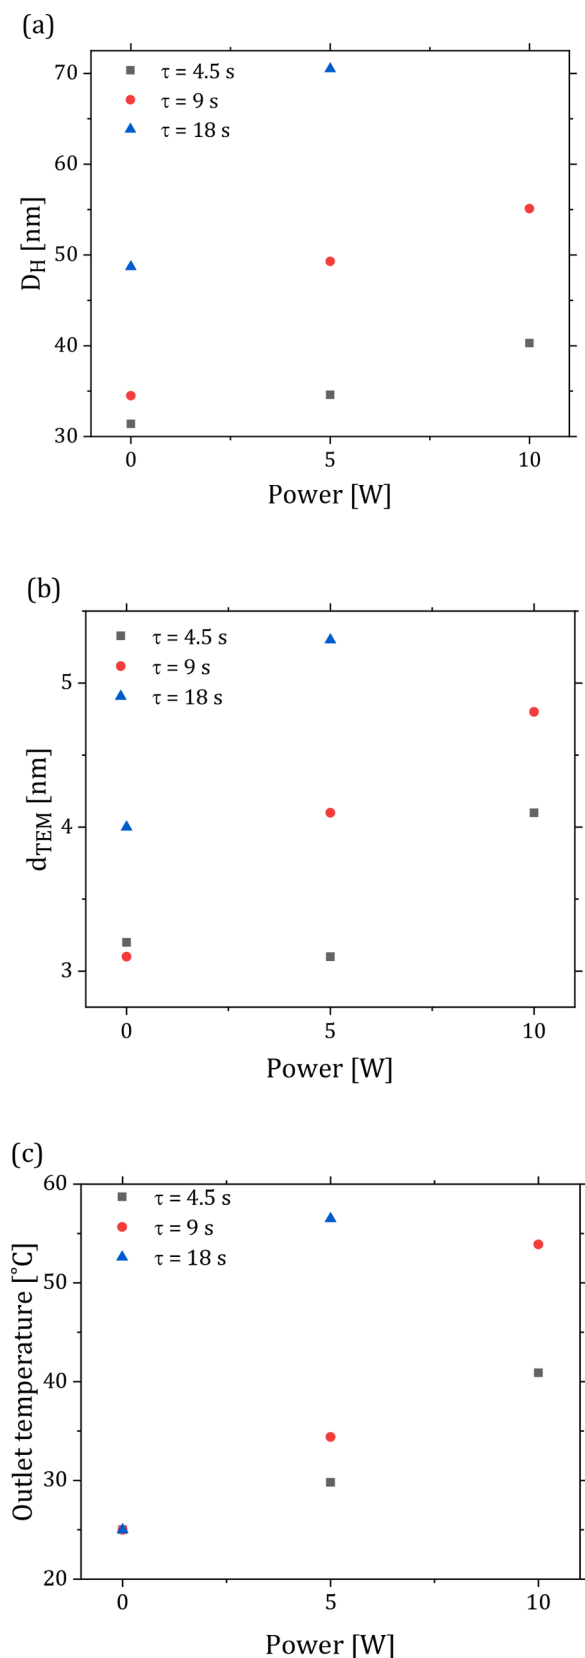 (a)
70
60
50
40
30
D_H [nm]
τ = 4.5 s
τ = 9 s
τ = 18 s
0 5 10
Power [W]
(b)
5
4
3
d_TEM [nm]
τ = 4.5 s
τ = 9 s
τ = 18 s
0 5 10
Power [W]
(c)
60
50
40
30
20
Outlet temperature [°C]
τ = 4.5 s
τ = 9 s
τ = 18 s
0 5 10
Power [W]